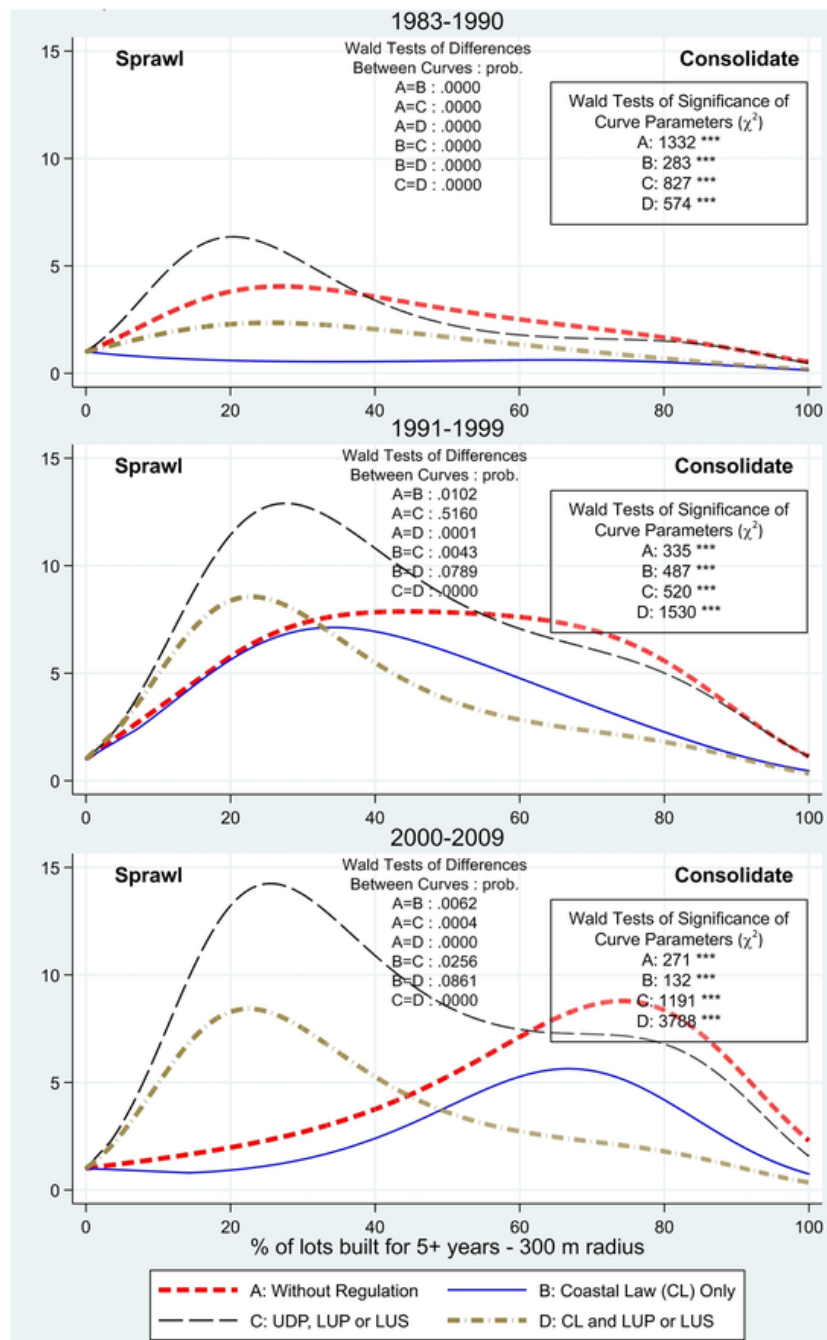 1983-1990
15
10
5
0
Sprawl
Wald Tests of Differences
Between Curves : prob.
A=B : .0000
A=C : .0000
A=D : .0000
B=C : .0000
B=D : .0000
C=D : .0000
Consolidate
Wald Tests of Significance of
Curve Parameters (χ²)
A: 1332 ***
B: 283 ***
C: 827 ***
D: 574 ***
0 20 40 60 80 100
1991-1999
15
10
5
0
Sprawl
Wald Tests of Differences
Between Curves : prob.
A=B : .0102
A=C : .5160
A=D : .0001
B=C : .0043
B=D : .0789
C=D : .0000
Consolidate
Wald Tests of Significance of
Curve Parameters (χ²)
A: 335 ***
B: 487 ***
C: 520 ***
D: 1530 ***
0 20 40 60 80 100
2000-2009
15
10
5
0
Sprawl
Wald Tests of Differences
Between Curves : prob.
A=B : .0062
A=C : .0004
A=D : .0000
B=C : .0256
B=D : .0861
C=D : .0000
Consolidate
Wald Tests of Significance of
Curve Parameters (χ²)
A: 271 ***
B: 132 ***
C: 1191 ***
D: 3788 ***
0 20 40 60 80 100
% of lots built for 5+ years - 300 m radius
A: Without Regulation
B: Coastal Law (CL) Only
C: UDP, LUP or LUS
D: CL and LUP or LUS